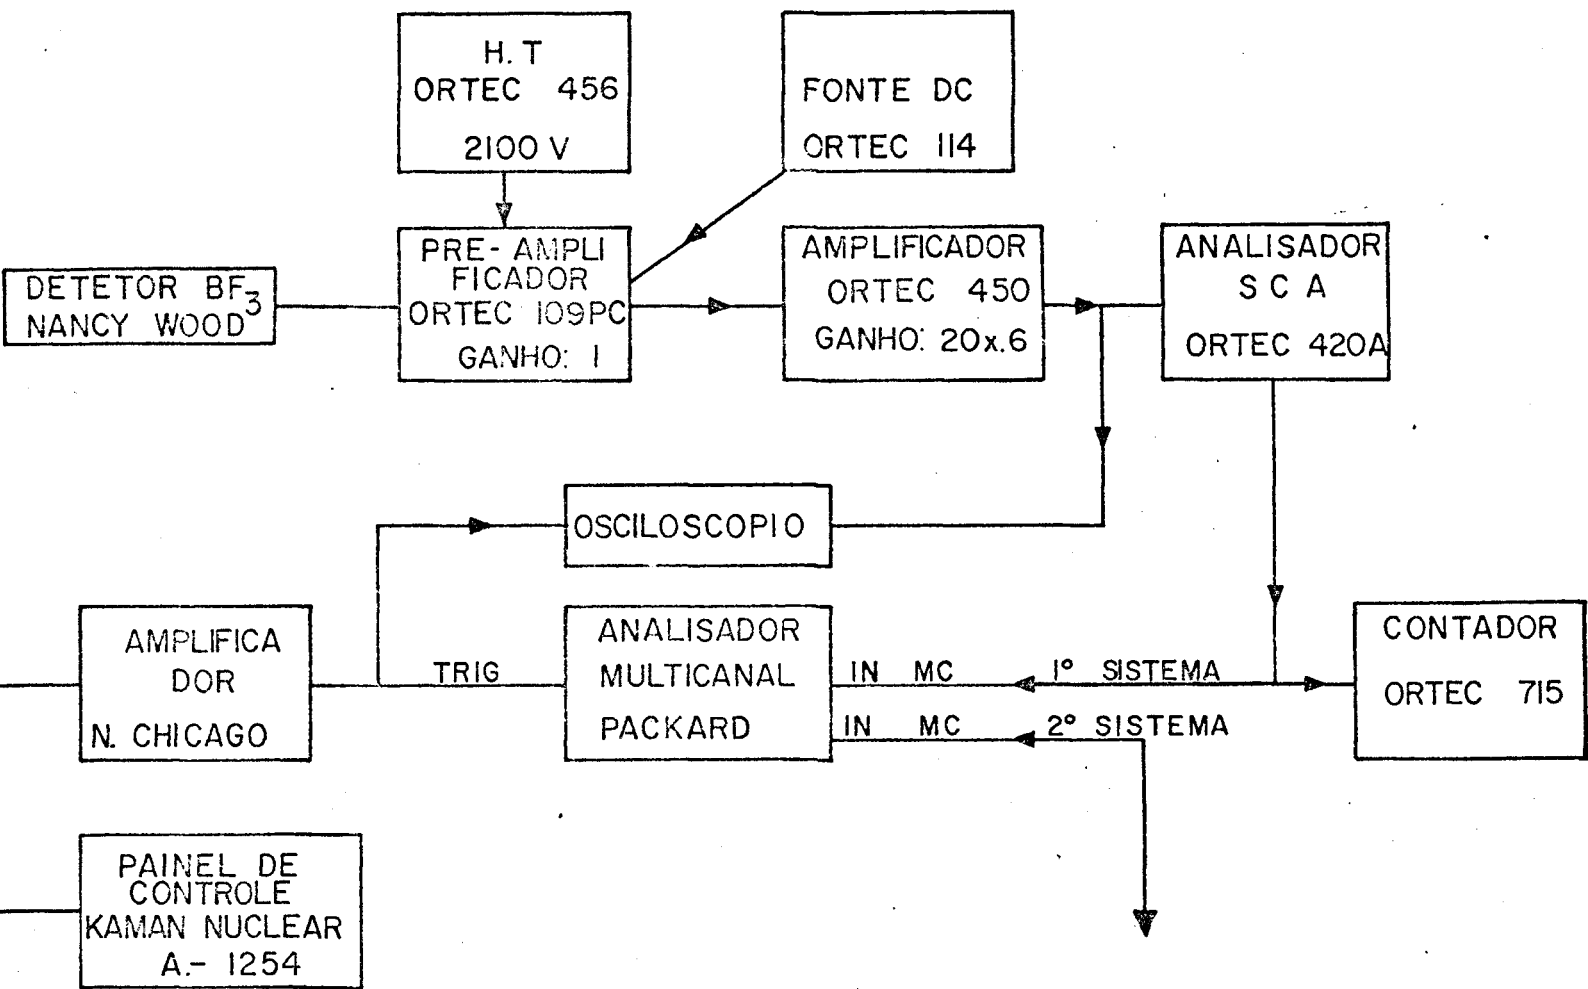 H.T
ORTEC 456
2100 V
FONTE DC
ORTEC 114
DETETOR BF3
NANCY WOOD
PRE-AMPLI
FICADOR
ORTEC 109PC
GANHO: 1
AMPLIFICADOR
ORTEC 450
GANHO: 20x.6
ANALISADOR
S C A
ORTEC 420A
OSCILOSCOPIO
AMPLIFICA
DOR
N. CHICAGO
TRIG
ANALISADOR
MULTICANAL
PACKARD
IN MC 1º SISTEMA
IN MC 2º SISTEMA
CONTADOR
ORTEC 715
PAINEL DE
CONTROLE
KAMAN NUCLEAR
A.- 1254